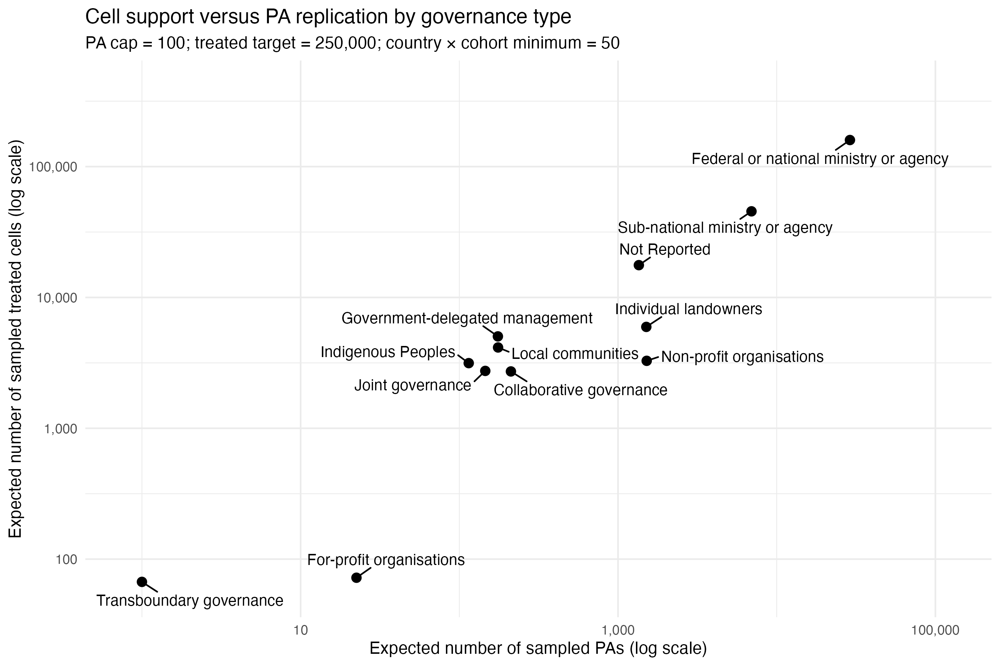 Cell support versus PA replication by governance type
PA cap = 100; treated target = 250,000; country × cohort minimum = 50
Expected number of sampled treated cells (log scale)
100,000
10,000
1,000
100
Federal or national ministry or agency
Sub-national ministry or agency
Not Reported
Individual landowners
Government-delegated management
Indigenous Peoples
Local communities
Non-profit organisations
Joint governance
Collaborative governance
For-profit organisations
Transboundary governance
10
1,000
100,000
Expected number of sampled PAs (log scale)